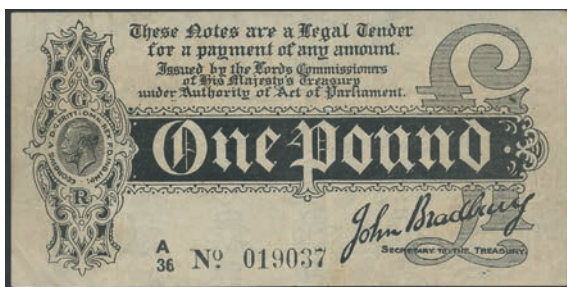 These Notes are a Legal Tender
for a payment of any amount.
Issued by the Lords Commissioners
of His Majesty's Treasury
under Authority of Act of Parliament.
£
G
R
One Pound
£1
John Bradbury
SECRETARY TO THE TREASURY.
A
36 Nº 019037